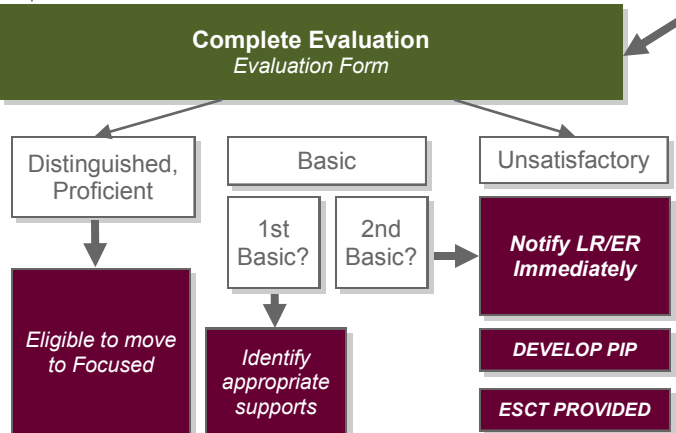 Complete Evaluation
Evaluation Form
Distinguished,
Proficient
Basic
Unsatisfactory
1st
Basic?
2nd
Basic?
Notify LR/ER
Immediately
Eligible to move
to Focused
Identify
appropriate
supports
DEVELOP PIP
ESCT PROVIDED